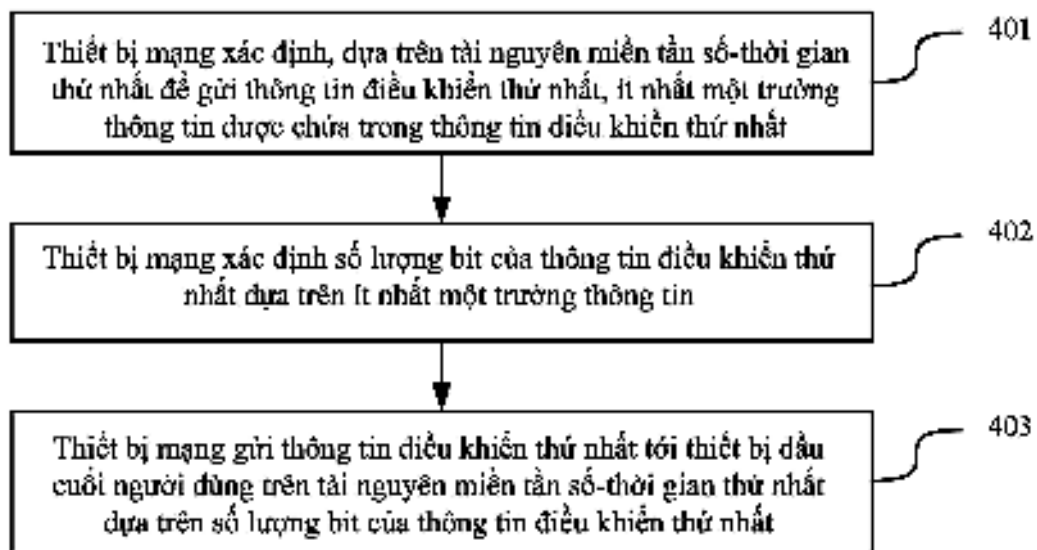 Thiết bị mạng xác định, dựa trên tài nguyên miền tần số-thời gian
thứ nhất để gửi thông tin điều khiển thứ nhất, ít nhất một trường
thông tin được chứa trong thông tin điều khiển thứ nhất
401
Thiết bị mạng xác định số lượng bit của thông tin điều khiển thứ
nhất dựa trên ít nhất một trường thông tin
402
Thiết bị mạng gửi thông tin điều khiển thứ nhất tới thiết bị đầu
cuối người dùng trên tài nguyên miền tần số-thời gian thứ nhất
dựa trên số lượng bit của thông tin điều khiển thứ nhất
403